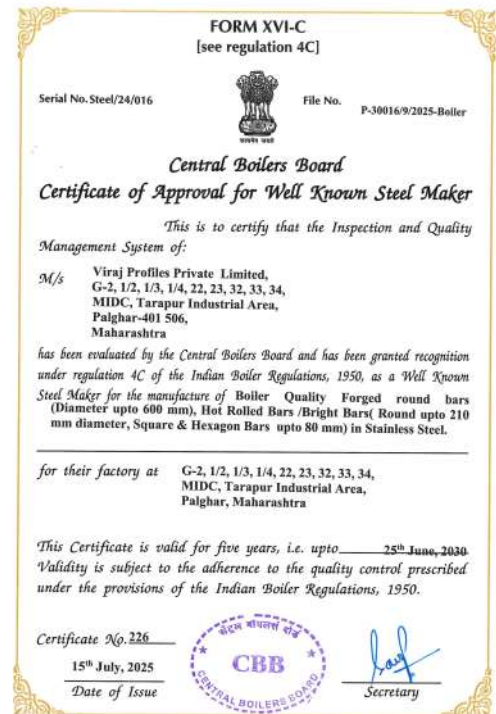 FORM XVI-C
[see regulation 4C]
Serial No. Steel/24/016
File No.
P-30016/9/2025-Boiler
सत्यमेव जयते
Central Boilers Board
Certificate of Approval for Well Known Steel Maker
This is to certify that the Inspection and Quality
Management System of:
M/s Viraj Profiles Private Limited,
G-2, 1/2, 1/3, 1/4, 22, 23, 32, 33, 34,
MIDC, Tarapur Industrial Area,
Palghar-401 506,
Maharashtra
has been evaluated by the Central Boilers Board and has been granted recognition
under regulation 4C of the Indian Boiler Regulations, 1950, as a Well Known
Steel Maker for the manufacture of Boiler Quality Forged round bars
(Diameter upto 600 mm), Hot Rolled Bars /Bright Bars( Round upto 210
mm diameter, Square & Hexagon Bars upto 80 mm) in Stainless Steel.
for their factory at G-2, 1/2, 1/3, 1/4, 22, 23, 32, 33, 34,
MIDC, Tarapur Industrial Area,
Palghar, Maharashtra
This Certificate is valid for five years, i.e. upto 25th June, 2030
Validity is subject to the adherence to the quality control prescribed
under the provisions of the Indian Boiler Regulations, 1950.
Certificate No. 226
15th July, 2025
Date of Issue
सेंट्रल बॉयलर्स बोर्ड
CBB
CENTRAL BOILERS BOARD
Secretary